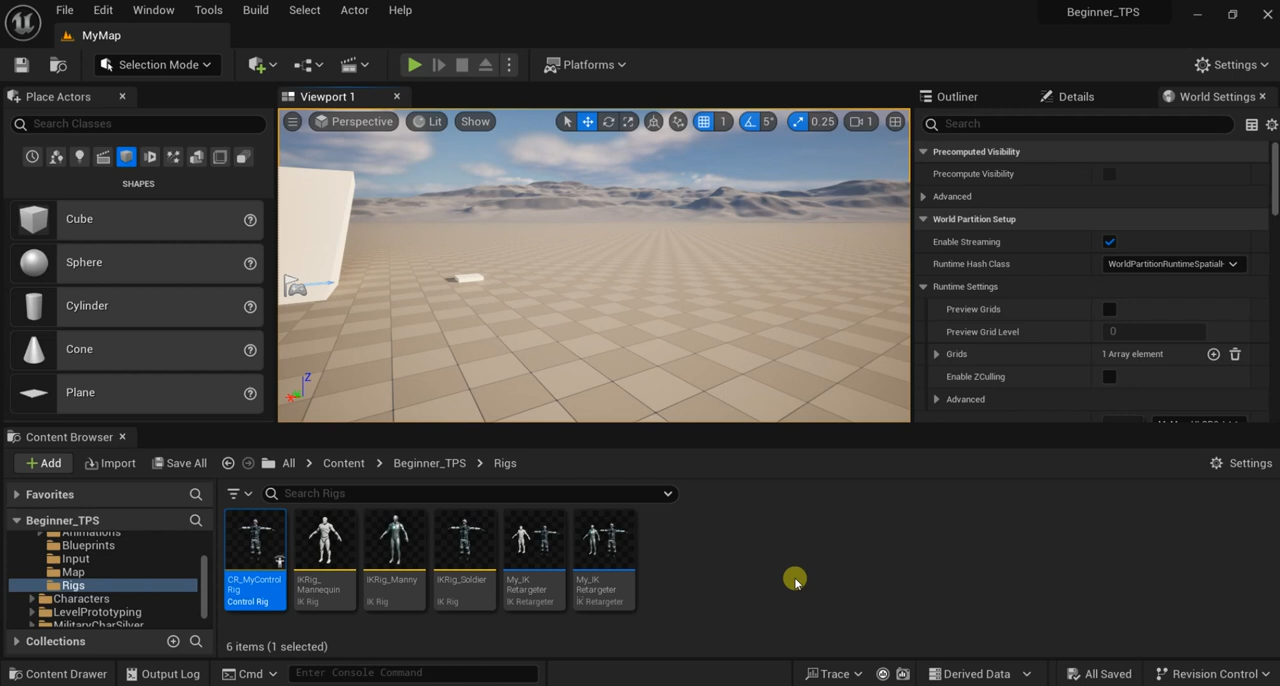 File Edit Window Tools Build Select Actor Help
Beginner_TPS
MyMap
Selection Mode
Platforms
Settings
Place Actors
Search Classes
SHAPES
Cube
Sphere
Cylinder
Cone
Plane
Viewport 1
Perspective Lit Show
1 5° 0.25 1
Z
Outliner Details World Settings
Search
Precomputed Visibility
Precompute Visibility
Advanced
World Partition Setup
Enable Streaming
Runtime Hash Class WorldPartitionRuntimeSpatialH
Runtime Settings
Preview Grids
Preview Grid Level 0
Grids 1 Array element
Enable ZCulling
Advanced
Content Browser
Add Import Save All All Content Beginner_TPS Rigs Settings
Favorites
Beginner_TPS
Animations
Blueprints
Input
Map
Rigs
Characters
LevelPrototyping
MilitaryCharSilver
Collections
Search Rigs
CR_MyControl
Rig
Control Rig
IKRig_
Mannequin
IK Rig
IKRig_Manny
IK Rig
IKRig_Soldier
IK Rig
My_IK
Retargeter
IK Retargeter
My_IK
Retargeter
IK Retargeter
6 items (1 selected)
Content Drawer Output Log Cmd Enter Console Command Trace Derived Data All Saved Revision Control